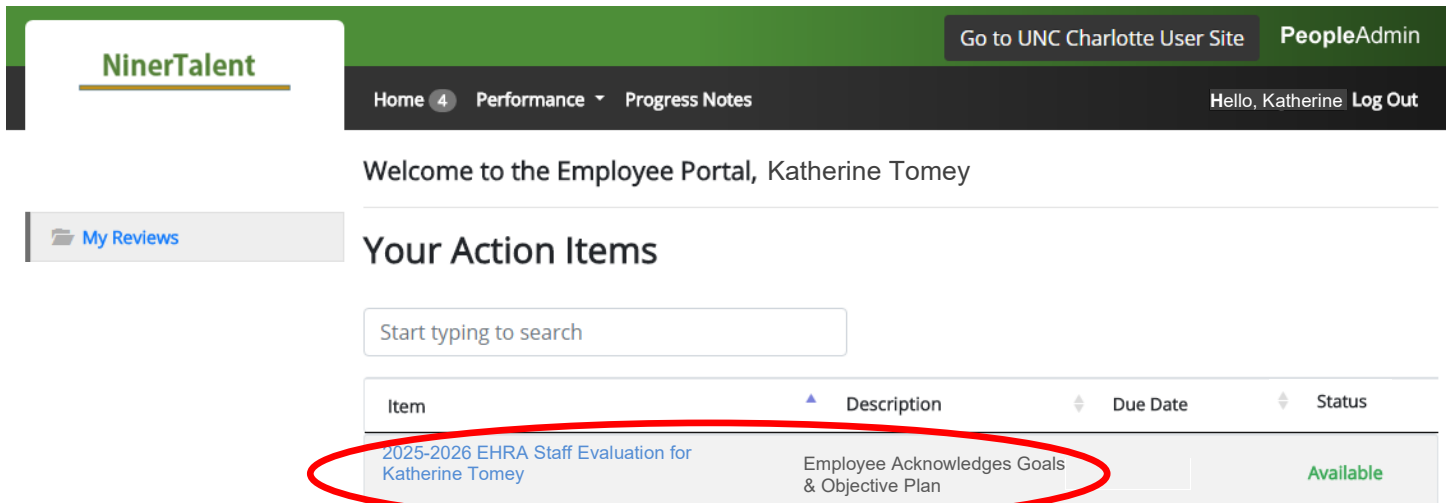 Go to UNC Charlotte User Site PeopleAdmin
NinerTalent
Home 4 Performance Progress Notes Hello, Katherine Log Out
Welcome to the Employee Portal, Katherine Tomey
My Reviews
Your Action Items
Start typing to search
Item Description Due Date Status
2025-2026 EHRA Staff Evaluation for
Katherine Tomey
Employee Acknowledges Goals
& Objective Plan
Available